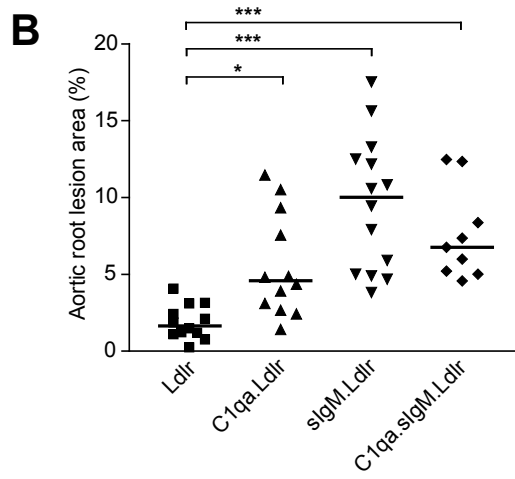 B
***
***
*
Aortic root lesion area (%)
20
15
10
5
0
Ldlr
C1qa.Ldlr
sIgM.Ldlr
C1qa.sIgM.Ldlr